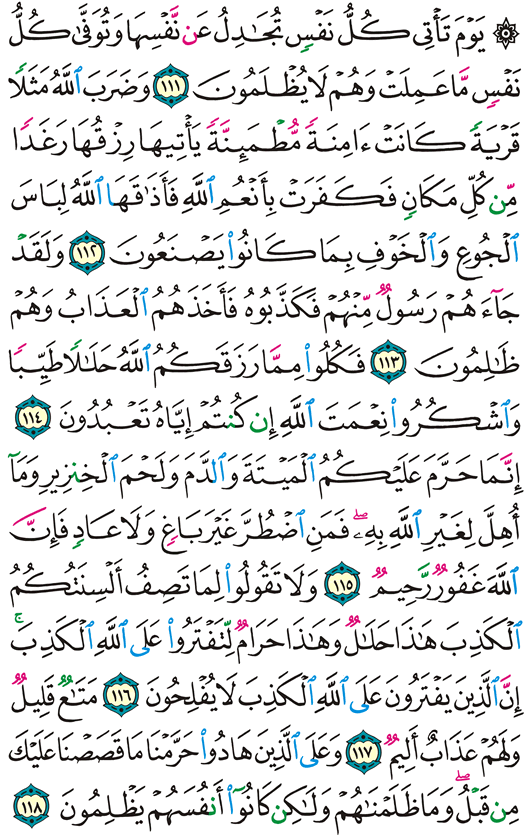 ۞ يَوۡمَ تَأۡتِي كُلُّ نَفۡسٖ تُجَٰدِلُ عَن نَّفۡسِهَا وَتُوَفَّىٰ كُلُّ
نَفۡسٖ مَّا عَمِلَتۡ وَهُمۡ لَا يُظۡلَمُونَ ١١١ وَضَرَبَ ٱللَّهُ مَثَلٗا
قَرۡيَةٗ كَانَتۡ ءَامِنَةٗ مُّطۡمَئِنَّةٗ يَأۡتِيهَا رِزۡقُهَا رَغَدٗا
مِّن كُلِّ مَكَانٖ فَكَفَرَتۡ بِأَنۡعُمِ ٱللَّهِ فَأَذَٰقَهَا ٱللَّهُ لِبَاسَ
ٱلۡجُوعِ وَٱلۡخَوۡفِ بِمَا كَانُواْ يَصۡنَعُونَ ١١٢ وَلَقَدۡ
جَآءَهُمۡ رَسُولٞ مِّنۡهُمۡ فَكَذَّبُوهُ فَأَخَذَهُمُ ٱلۡعَذَابُ وَهُمۡ
ظَٰلِمُونَ ١١٣ فَكُلُواْ مِمَّا رَزَقَكُمُ ٱللَّهُ حَلَٰلٗا طَيِّبٗا
وَٱشۡكُرُواْ نِعۡمَتَ ٱللَّهِ إِن كُنتُمۡ إِيَّاهُ تَعۡبُدُونَ ١١٤
إِنَّمَا حَرَّمَ عَلَيۡكُمُ ٱلۡمَيۡتَةَ وَٱلدَّمَ وَلَحۡمَ ٱلۡخِنزِيرِ وَمَآ
أُهِلَّ لِغَيۡرِ ٱللَّهِ بِهِۦۖ فَمَنِ ٱضۡطُرَّ غَيۡرَ بَاغٖ وَلَا عَادٖ فَإِنَّ
ٱللَّهَ غَفُورٞ رَّحِيمٞ ١١٥ وَلَا تَقُولُواْ لِمَا تَصِفُ أَلۡسِنَتُكُمُ
ٱلۡكَذِبَ هَٰذَا حَلَٰلٞ وَهَٰذَا حَرَامٞ لِّتَفۡتَرُواْ عَلَى ٱللَّهِ ٱلۡكَذِبَۚ
إِنَّ ٱلَّذِينَ يَفۡتَرُونَ عَلَى ٱللَّهِ ٱلۡكَذِبَ لَا يُفۡلِحُونَ ١١٦ مَتَٰعٞ قَلِيلٞ
وَلَهُمۡ عَذَابٌ أَلِيمٞ ١١٧ وَعَلَى ٱلَّذِينَ هَادُواْ حَرَّمۡنَا مَا قَصَصۡنَا عَلَيۡكَ
مِن قَبۡلُۖ وَمَا ظَلَمۡنَٰهُمۡ وَلَٰكِن كَانُوٓاْ أَنفُسَهُمۡ يَظۡلِمُونَ ١١٨